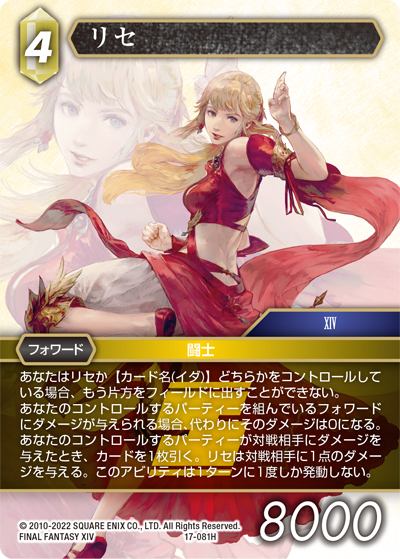 4
リセ
XIV
フォワード
闘士
あなたはリセか【カード名(イダ)】どちらかをコントロールして
いる場合、もう片方をフィールドに出すことができない。
あなたのコントロールするパーティーを組んでいるフォワード
にダメージが与えられる場合、代わりにそのダメージは0になる。
あなたのコントロールするパーティーが対戦相手にダメージを
与えたとき、カードを1枚引く。リセは対戦相手に1点のダメー
ジを与える。このアビリティは1ターンに1度しか発動しない。
© 2010-2022 SQUARE ENIX CO., LTD. All Rights Reserved.
FINAL FANTASY XIV
17-081H
8000